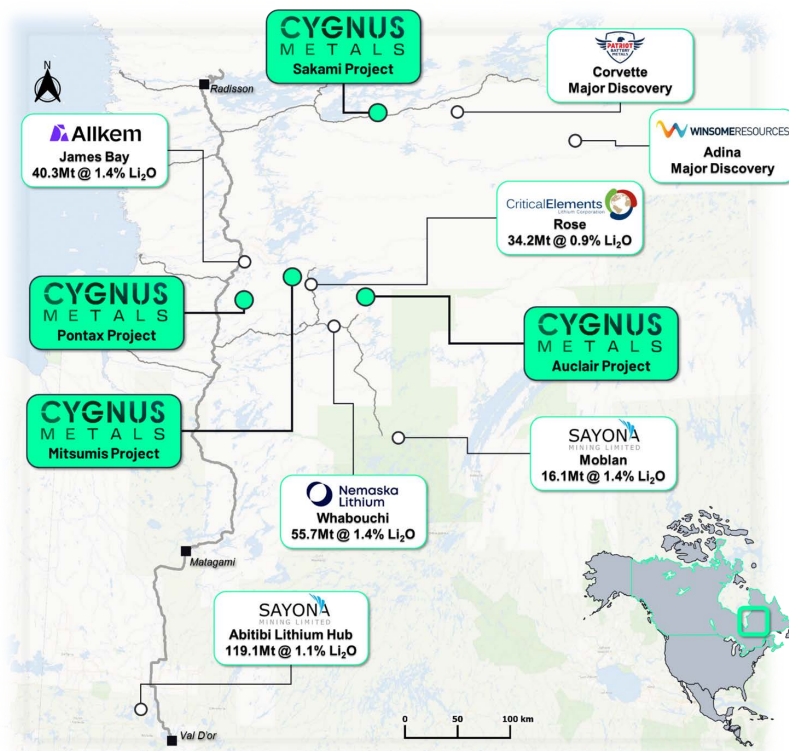 CYGNUS
METALS
Sakami Project
PATRIOT
BATTERY METALS
Corvette
Major Discovery
N
Radisson
Allkem
James Bay
40.3Mt @ 1.4% Li₂O
WINSOME RESOURCES
Adina
Major Discovery
CriticalElements
Lithium Corporation
Rose
34.2Mt @ 0.9% Li₂O
CYGNUS
METALS
Pontax Project
CYGNUS
METALS
Auclair Project
CYGNUS
METALS
Mitsumis Project
SAYONA
MINING LIMITED
Moblan
16.1Mt @ 1.4% Li₂O
Nemaska
Lithium
Whabouchi
55.7Mt @ 1.4% Li₂O
Matagami
SAYONA
MINING LIMITED
Abitibi Lithium Hub
119.1Mt @ 1.1% Li₂O
Val D'or
0 50 100 km